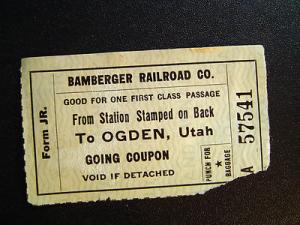 BAMBERGER RAILROAD CO.
GOOD FOR ONE FIRST CLASS PASSAGE
From Station Stamped on Back
To OGDEN, Utah
GOING COUPON
VOID IF DETACHED
Form JR.
PUNCH FOR
★
BAGGAGE
A 57541